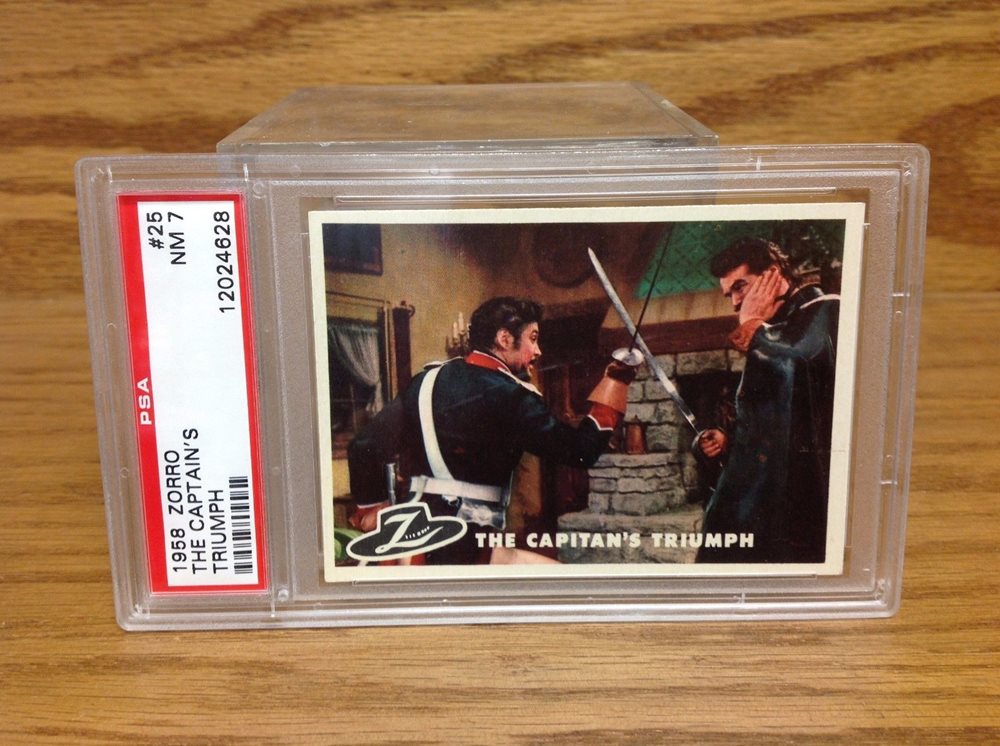 1958 ZORRO #25
THE CAPTAIN'S NM 7
TRIUMPH 12024628
PSA
Z
THE CAPITAN'S TRIUMPH